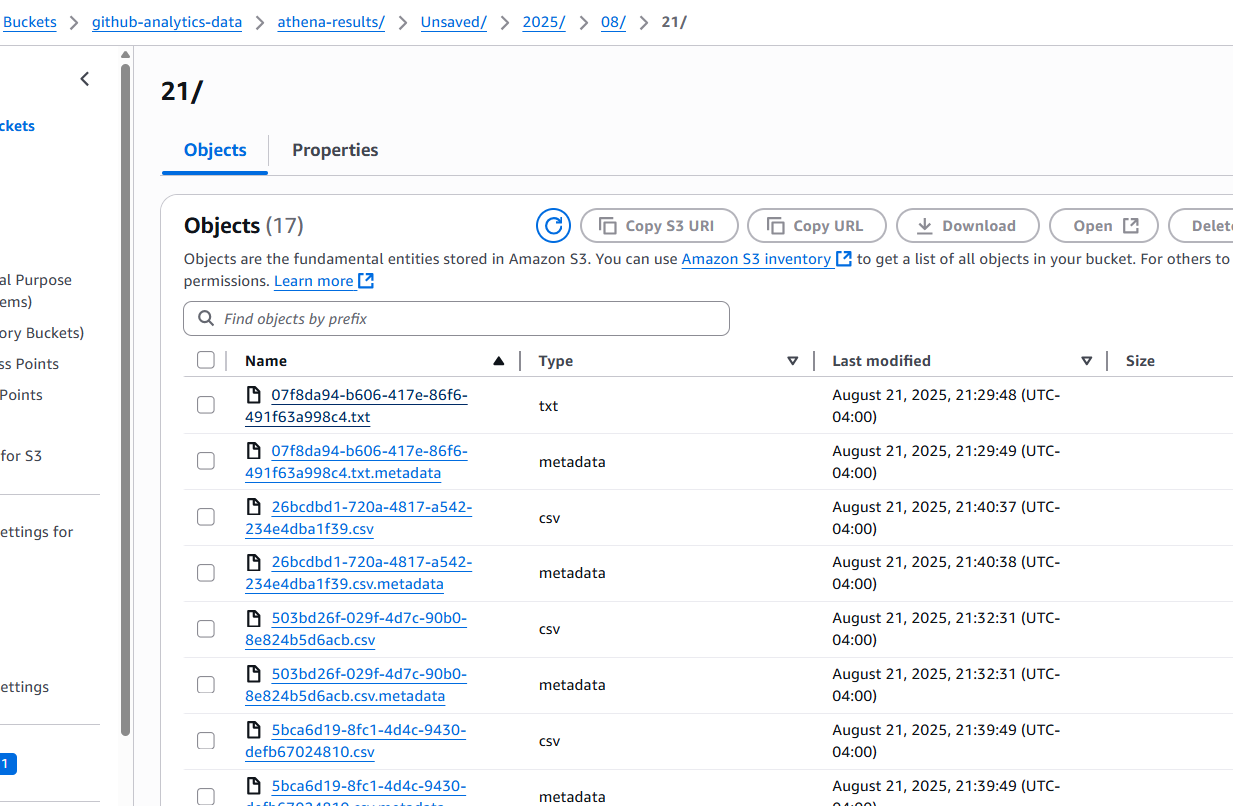 Buckets > github-analytics-data > athena-results/ > Unsaved/ > 2025/ > 08/ > 21/
ckets
al Purpose
ems)
ory Buckets)
ss Points
Points
for S3
ettings for
ettings
1
21/
Objects
Properties
Objects (17)
Copy S3 URI
Copy URL
Download
Open
Delet
Objects are the fundamental entities stored in Amazon S3. You can use Amazon S3 inventory to get a list of all objects in your bucket. For others to
permissions. Learn more
Find objects by prefix
Name Type Last modified Size
07f8da94-b606-417e-86f6-
491f63a998c4.txt
txt
August 21, 2025, 21:29:48 (UTC-
04:00)
07f8da94-b606-417e-86f6-
491f63a998c4.txt.metadata
metadata
August 21, 2025, 21:29:49 (UTC-
04:00)
26bcdbd1-720a-4817-a542-
234e4dba1f39.csv
csv
August 21, 2025, 21:40:37 (UTC-
04:00)
26bcdbd1-720a-4817-a542-
234e4dba1f39.csv.metadata
metadata
August 21, 2025, 21:40:38 (UTC-
04:00)
503bd26f-029f-4d7c-90b0-
8e824b5d6acb.csv
csv
August 21, 2025, 21:32:31 (UTC-
04:00)
503bd26f-029f-4d7c-90b0-
8e824b5d6acb.csv.metadata
metadata
August 21, 2025, 21:32:31 (UTC-
04:00)
5bca6d19-8fc1-4d4c-9430-
defb67024810.csv
csv
August 21, 2025, 21:39:49 (UTC-
04:00)
5bca6d19-8fc1-4d4c-9430-
metadata
August 21, 2025, 21:39:49 (UTC-